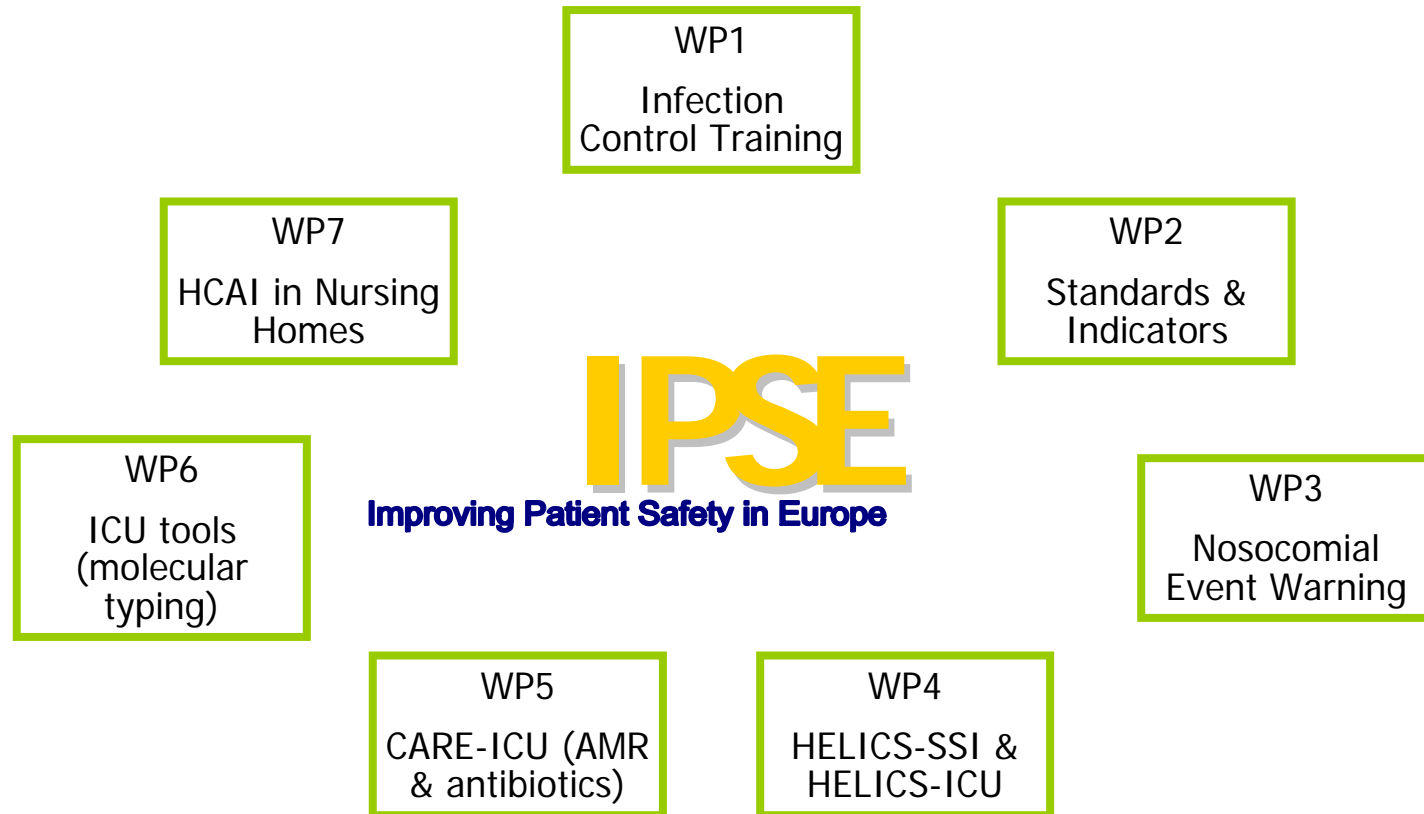 WP1
Infection
Control Training
WP7
HCAI in Nursing
Homes
WP2
Standards &
Indicators
IPSE
Improving Patient Safety in Europe
WP6
ICU tools
(molecular
typing)
WP3
Nosocomial
Event Warning
WP5
CARE-ICU (AMR
& antibiotics)
WP4
HELICS-SSI &
HELICS-ICU